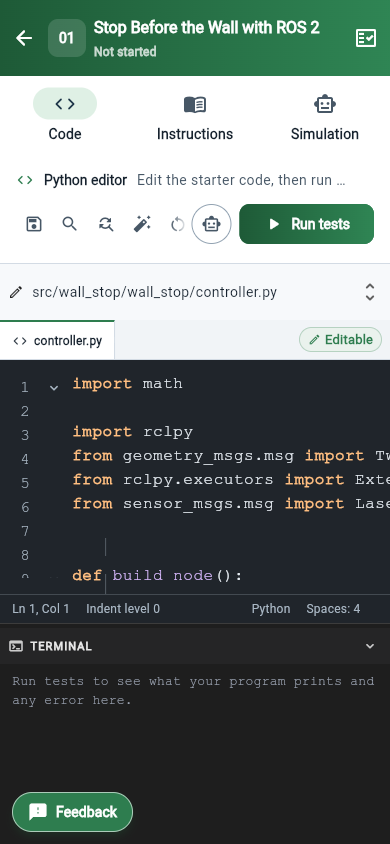 01
Stop Before the Wall with ROS 2
Not started
Code
Instructions
Simulation
Python editor
Edit the starter code, then run ...
Run tests
src/wall_stop/wall_stop/controller.py
controller.py
Editable
1 import math
2
3 import rclpy
4 from geometry_msgs.msg import Tw
5 from rclpy.executors import Exte
6 from sensor_msgs.msg import Lase
7
8
9 def build_node():
Ln 1, Col 1
Indent level 0
Python
Spaces: 4
TERMINAL
Run tests to see what your program prints and
any error here.
Feedback